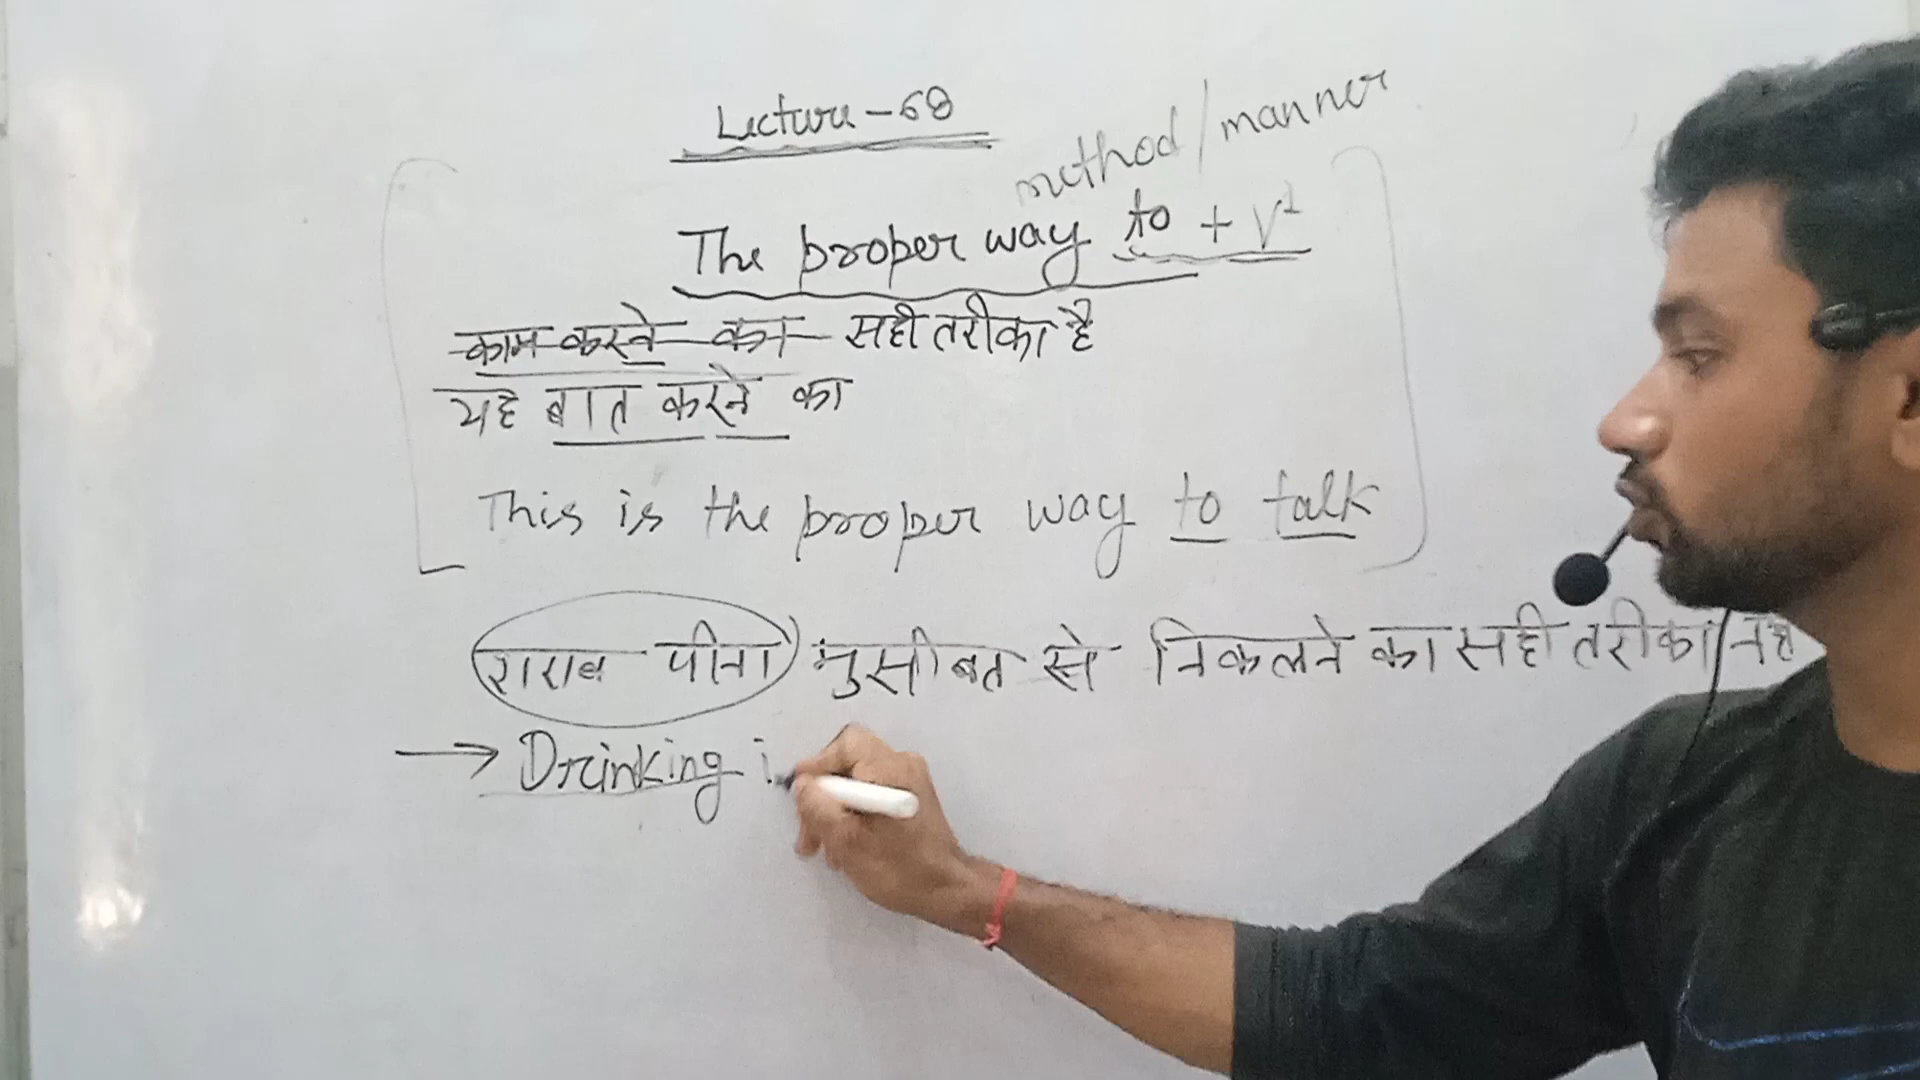 Lecture - 68
method / manner
The proper way to + V¹
काम करने का सही तरीका है
यह बात करने का
This is the proper way to talk
शराब पीना मुसीबत से निकलने का सही तरीका
→ Drinking i